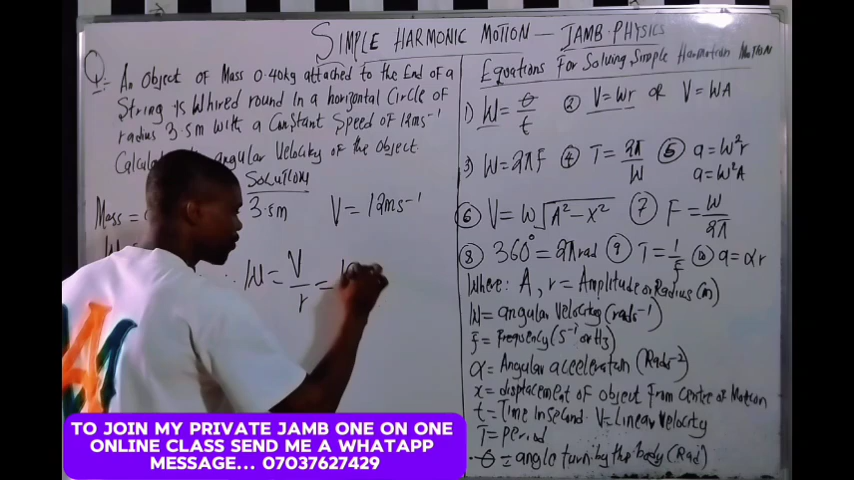 SIMPLE HARMONIC MOTION — JAMB PHYSICS
Q: An Object of Mass 0.40kg attached to the End of a
String is Whired round in a horizontal Circle of
radius 3.5m with a Constant Speed of 12ms⁻¹
Calculate angular Velocity of the Object
SOLUTION
Mass = 3.5m V = 12ms⁻¹
∴ W = V/r =
Equations For Solving Simple Harmonic MOTION
1) W = θ/t ② V = Wr or V = WA
3) W = 2πF ④ T = 2π/W ⑤ a = W²r
a = W²A
⑥ V = W√(A² − X²) ⑦ F = W/2π
⑧ 360° = 2πrad ⑨ T = 1/F ⑩ a = αr
Where: A, r = Amplitude or Radius (m)
W = angular Velocity (rads⁻¹)
F = frequency (S⁻¹ or Hz)
α = Angular acceleration (Rads⁻²)
x = displacement of object From Centre of Motion
t = Time In Second V = Linear Velocity
T = period
θ = angle turn by the body (Rad)
TO JOIN MY PRIVATE JAMB ONE ON ONE
ONLINE CLASS SEND ME A WHATAPP
MESSAGE... 07037627429